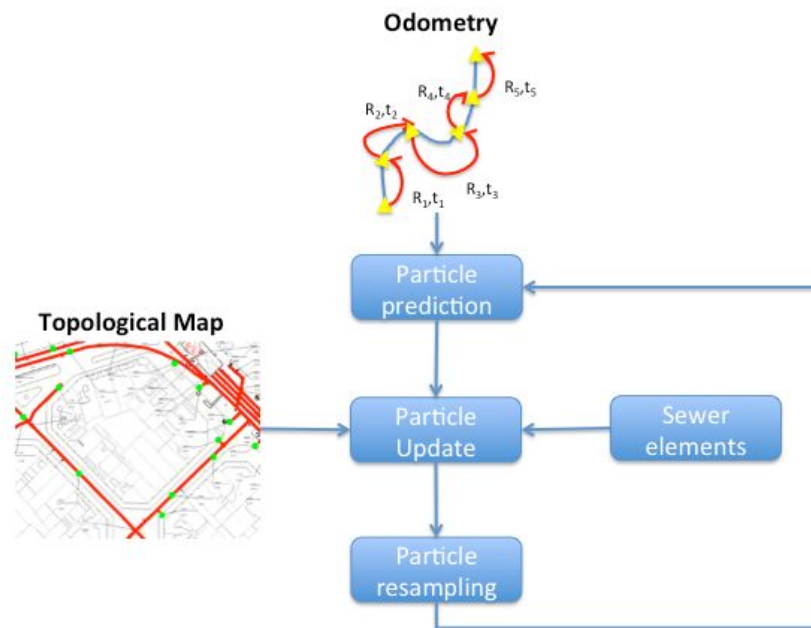 Odometry
R₄,t₄
R₅,t₅
R₂,t₂
R₁,t₁
R₃,t₃
Particle
prediction
Topological Map
Particle
Update
Sewer
elements
Particle
resampling